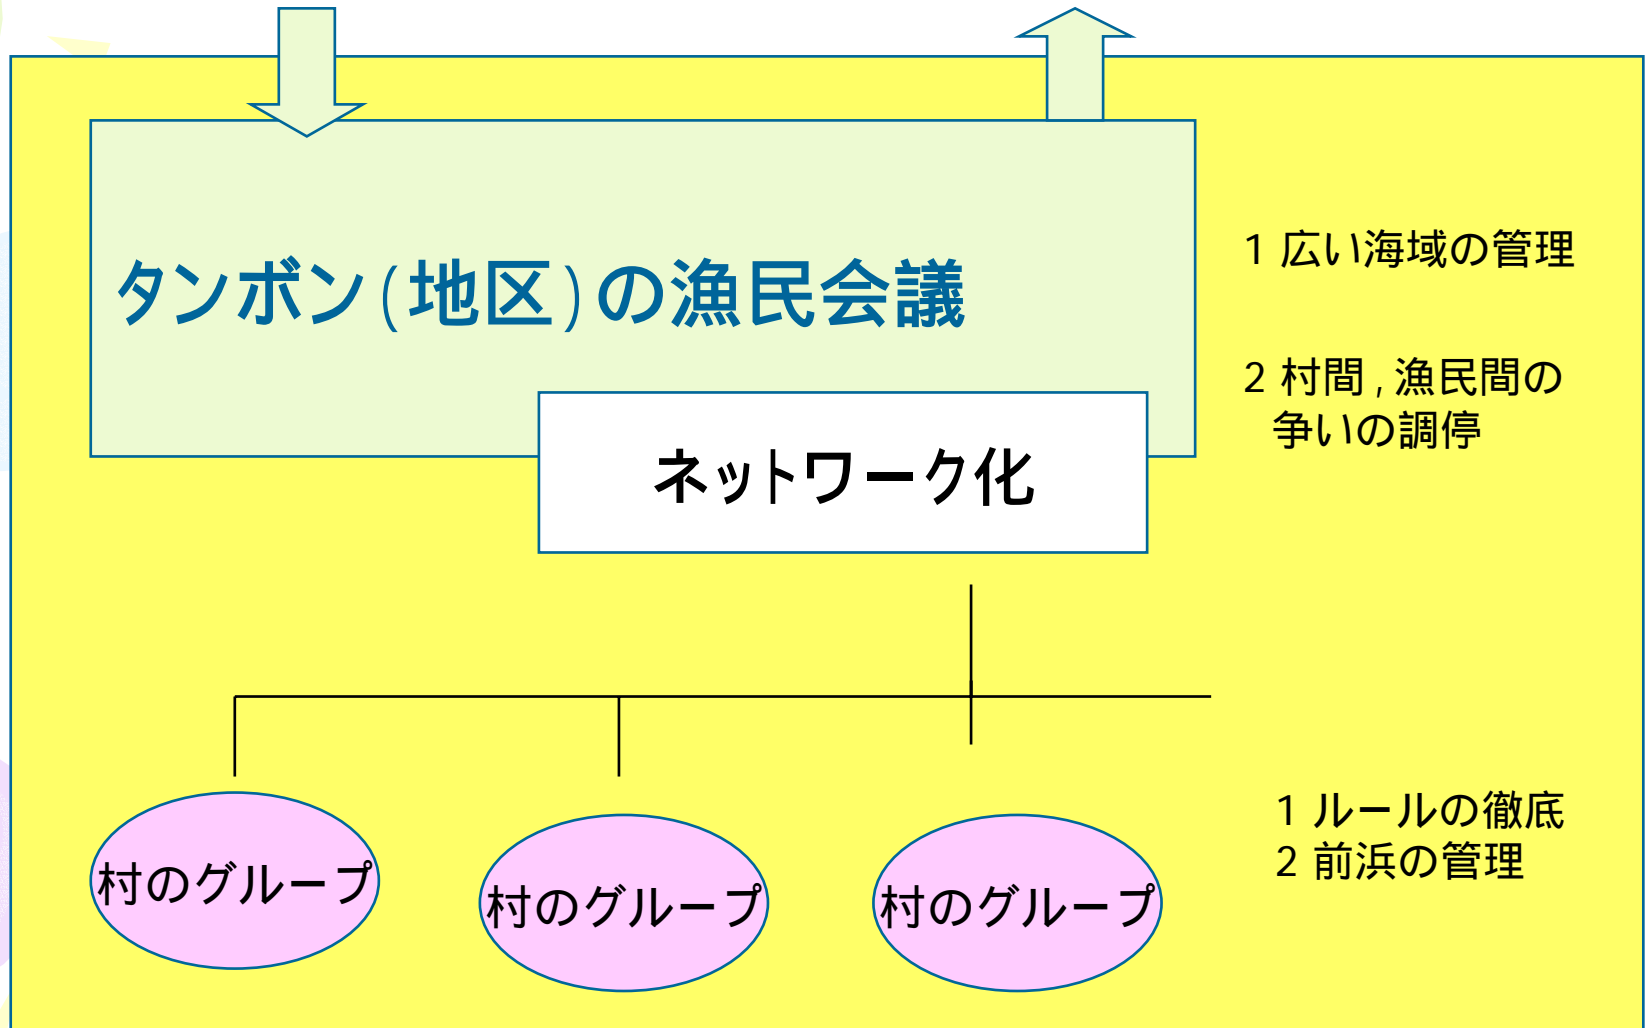 タンボン(地区)の漁民会議
1 広い海域の管理
2 村間,漁民間の
争いの調停
ネットワーク化
村のグループ
村のグループ
村のグループ
1 ルールの徹底
2 前浜の管理